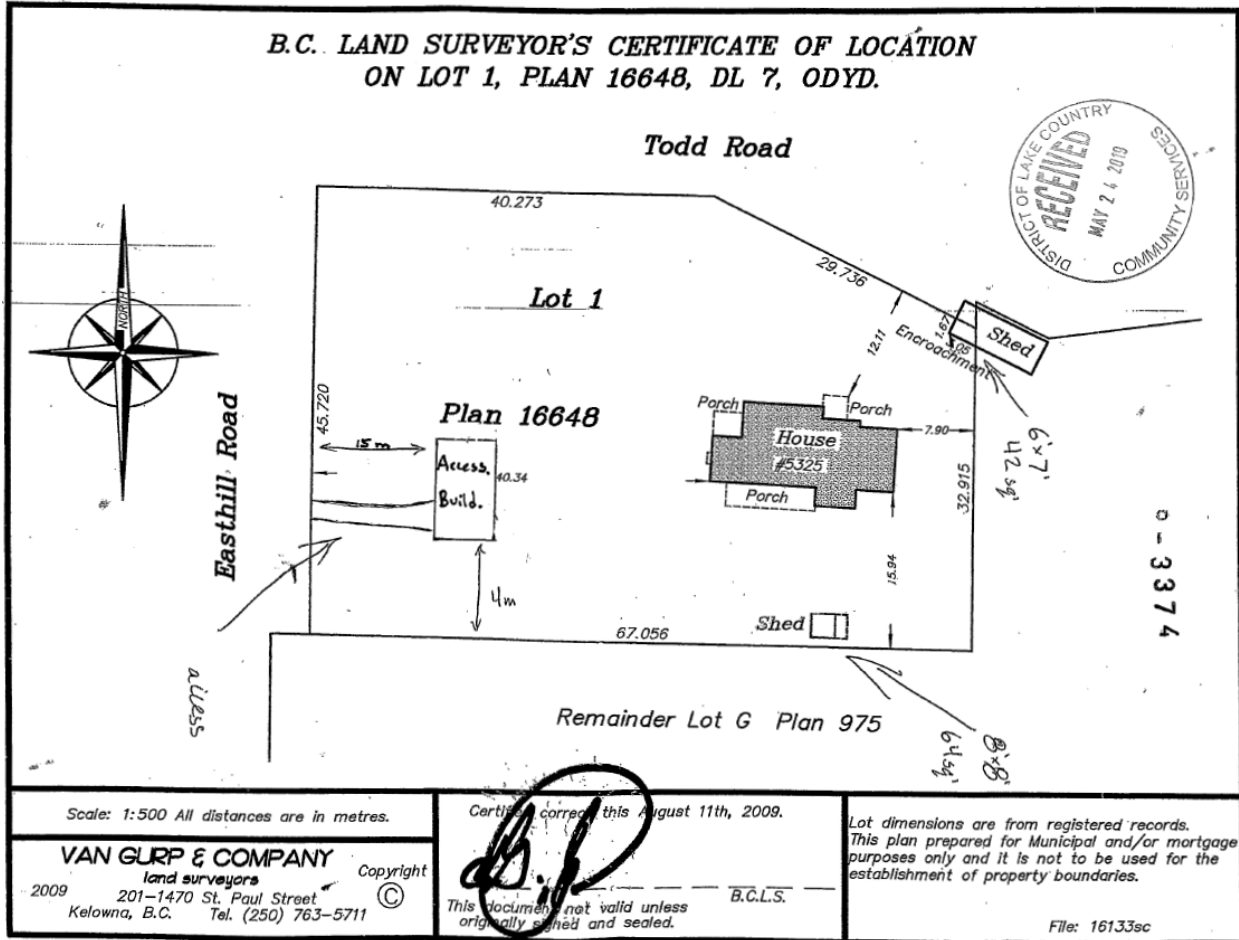 B.C. LAND SURVEYOR'S CERTIFICATE OF LOCATION
ON LOT 1, PLAN 16648, DL 7, ODYD.
Todd Road
DISTRICT OF LAKE COUNTRY
RECEIVED
MAY 24 2019
COMMUNITY SERVICES
40.273
29.736
Lot 1
NORTH
Shed
1.67
.05
Encroachment
12.11
45.720
Easthill Road
Plan 16648
Porch
Porch
House
#5325
Porch
7.90
32.915
15.94
6'x7'
42 sq'
15 m
Access.
Build.
40.34
4m
access
Shed
67.056
8'x8'
64 sq'
0-3374
Remainder Lot G Plan 975
Scale: 1:500 All distances are in metres.
VAN GURP & COMPANY
land surveyors
2009
201-1470 St. Paul Street
Kelowna, B.C. Tel. (250) 763-5711
Copyright
©
correct this August 11th, 2009.
B.C.L.S.
This document not valid unless
originally signed and sealed.
Lot dimensions are from registered records.
This plan prepared for Municipal and/or mortgage
purposes only and it is not to be used for the
establishment of property boundaries.
File: 16133sc